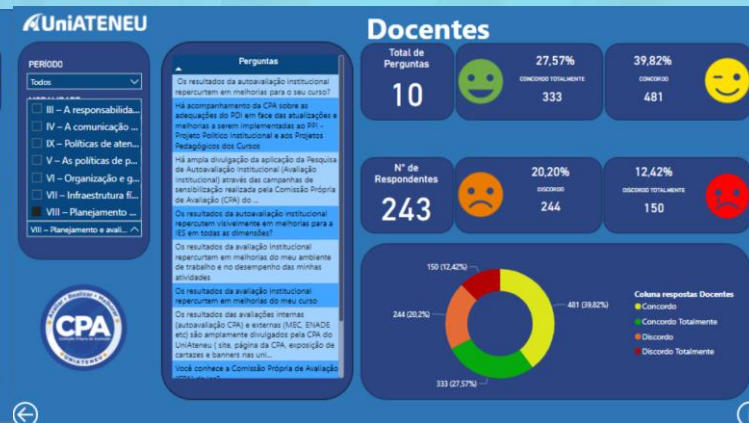 UniATENEU
Docentes
PERÍODO
Todos
III – A responsabilida...
IV – A comunicação ...
IX – Políticas de aten...
V – As políticas de p...
VI – Organização e g...
VII – Infraestrutura fí...
VIII – Planejamento ...
VIII – Planejamento e avali...
CPA
UNIATENEU
Perguntas
Os resultados da autoavaliação institucional
repercutem em melhorias para o seu curso?
Há acompanhamento da CPA sobre as
adequações do PDI em face das atualizações e
melhorias a serem implementadas ao PPI -
Projeto Político Institucional e aos Projetos
Pedagógicos dos Cursos
Há ampla divulgação da aplicação da Pesquisa
de Autoavaliação Institucional (Avaliação
Institucional) através das campanhas de
sensibilização realizada pela Comissão Própria
de Avaliação (CPA) do ...
Os resultados da autoavaliação institucional
repercutem visivelmente em melhorias para a
IES em todas as dimensões?
Os resultados da avaliação institucional
repercutem em melhorias do meu ambiente
de trabalho e no desempenho das minhas
atividades
Os resultados da avaliação institucional
repercutem em melhorias do meu curso
Os resultados das avaliações internas
(autoavaliação CPA) e externas (MEC, ENADE
etc) são amplamente divulgados pela CPA do
UniAteneu ( site, página da CPA, exposição de
cartazes e banners nas uni...
Você conhece a Comissão Própria de Avaliação
Total de
Perguntas
10
27,57%
CONCORDO TOTALMENTE
333
39,82%
CONCORDO
481
N° de
Respondentes
243
20,20%
DISCORDO
244
12,42%
DISCORDO TOTALMENTE
150
150 (12,42%)
244 (20,2%)
481 (39,82%)
333 (27,57%)
Coluna respostas Docentes
Concordo
Concordo Totalmente
Discordo
Discordo Totalmente